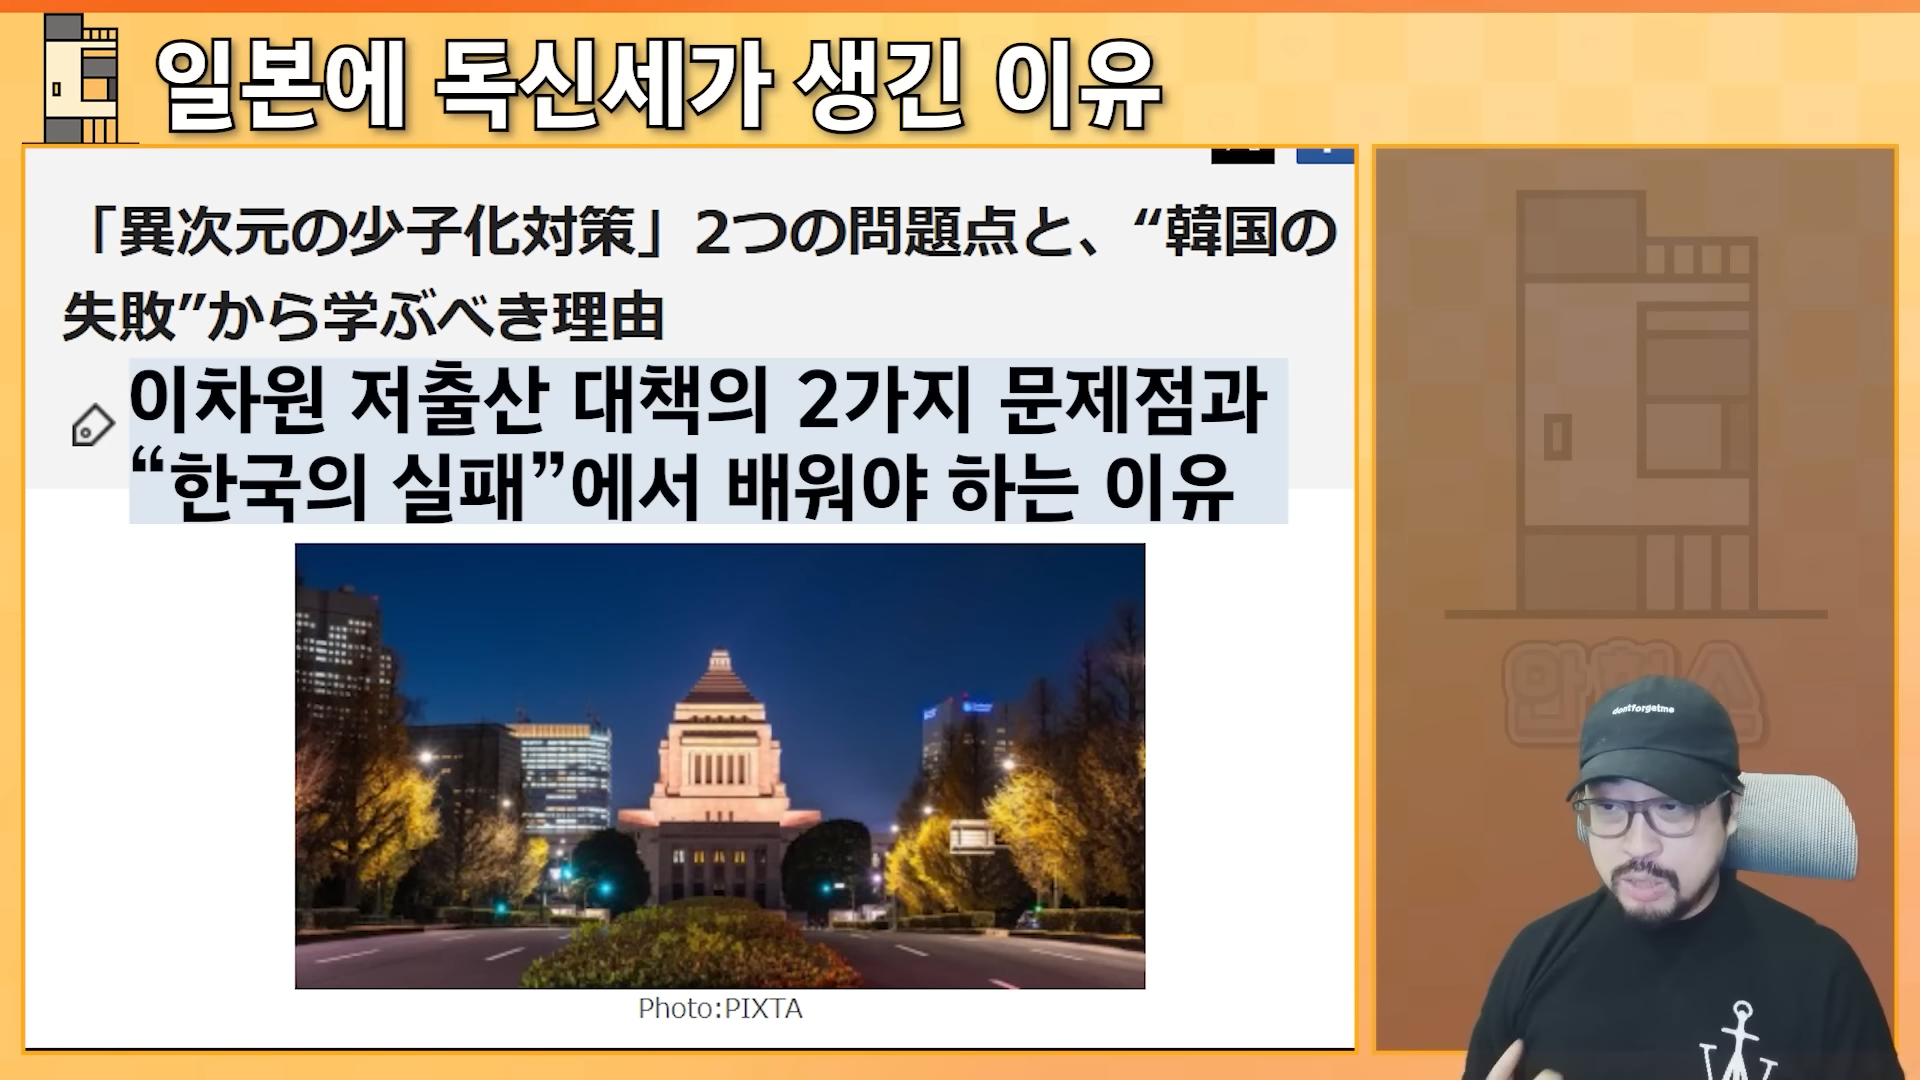 일본에 독신세가 생긴 이유
「異次元の少子化対策」2つの問題点と、“韓国の
失敗”から学ぶべき理由
이차원 저출산 대책의 2가지 문제점과
“한국의 실패”에서 배워야 하는 이유
Photo:PIXTA
dontforgetme